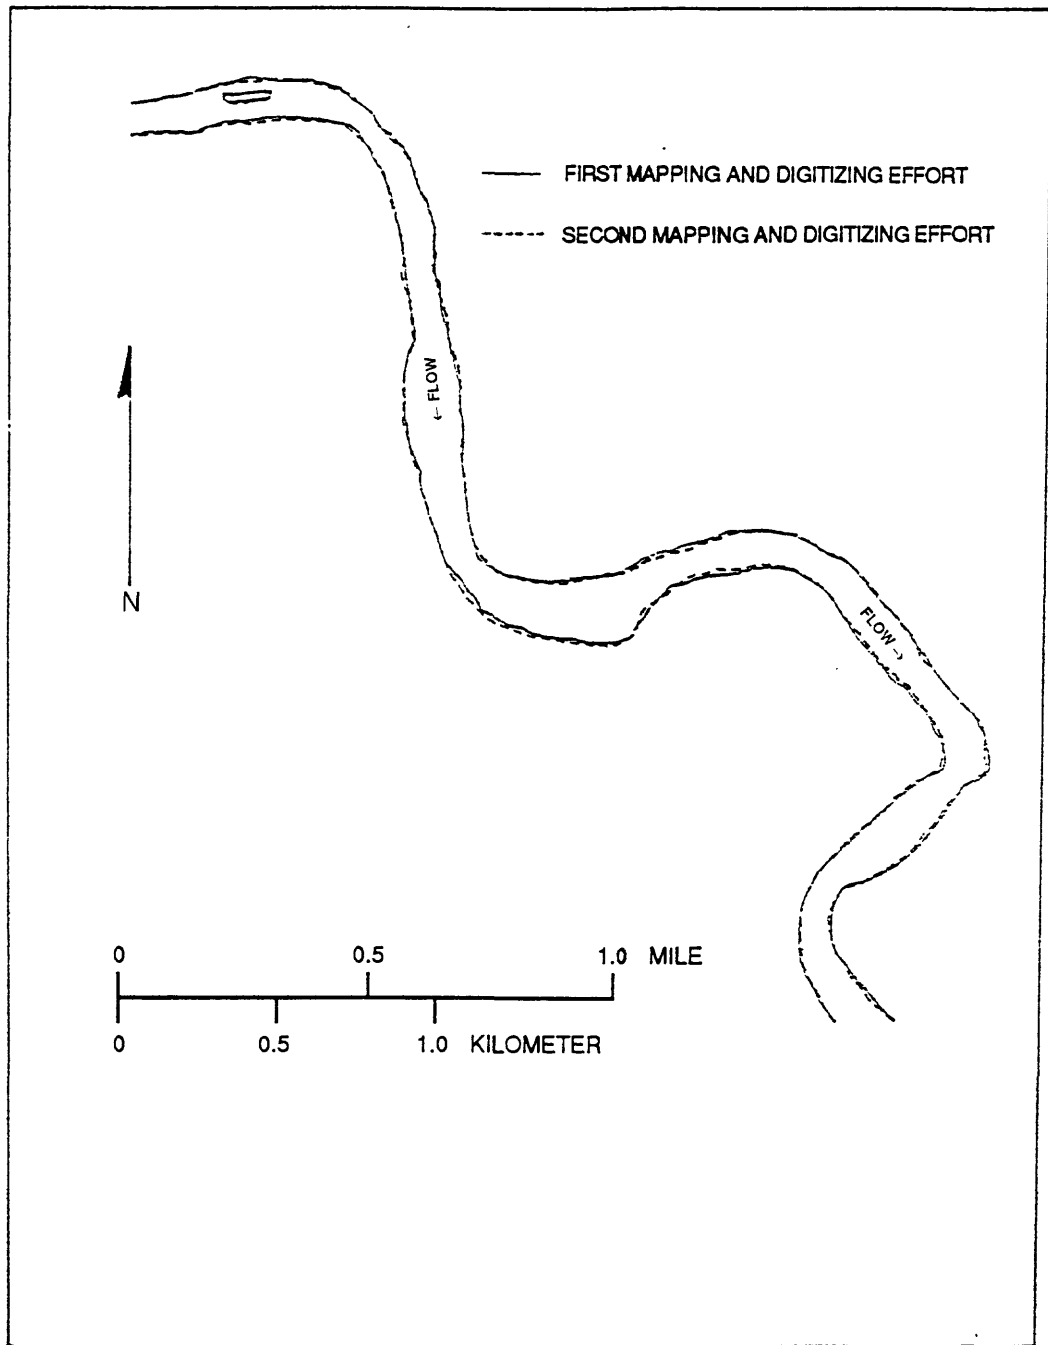 FIRST MAPPING AND DIGITIZING EFFORT
SECOND MAPPING AND DIGITIZING EFFORT
← FLOW
N
FLOW →
0 0.5 1.0 MILE
0 0.5 1.0 KILOMETER